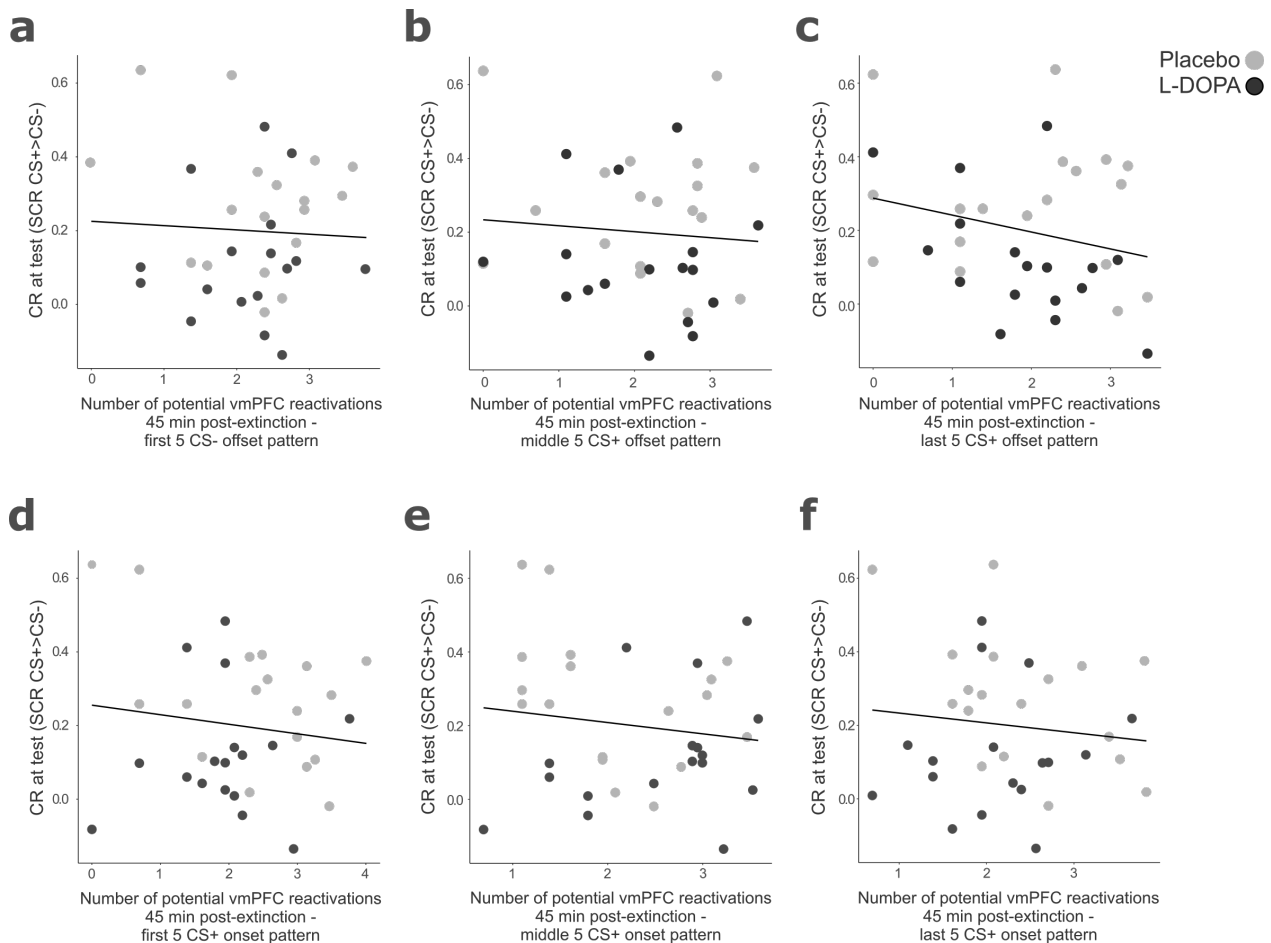 a
b
c
Placebo
L-DOPA
CR at test (SCR CS+>CS-)
0.6
0.4
0.2
0.0
0 1 2 3
Number of potential vmPFC reactivations
45 min post-extinction -
first 5 CS- offset pattern
CR at test (SCR CS+>CS-)
0.6
0.4
0.2
0.0
0 1 2 3
Number of potential vmPFC reactivations
45 min post-extinction -
middle 5 CS+ offset pattern
CR at test (SCR CS+>CS-)
0.6
0.4
0.2
0.0
0 1 2 3
Number of potential vmPFC reactivations
45 min post-extinction -
last 5 CS+ offset pattern
d
e
f
CR at test (SCR CS+>CS-)
0.6
0.4
0.2
0.0
0 1 2 3 4
Number of potential vmPFC reactivations
45 min post-extinction -
first 5 CS+ onset pattern
CR at test (SCR CS+>CS-)
0.6
0.4
0.2
0.0
1 2 3
Number of potential vmPFC reactivations
45 min post-extinction -
middle 5 CS+ onset pattern
CR at test (SCR CS+>CS-)
0.6
0.4
0.2
0.0
1 2 3
Number of potential vmPFC reactivations
45 min post-extinction -
last 5 CS+ onset pattern